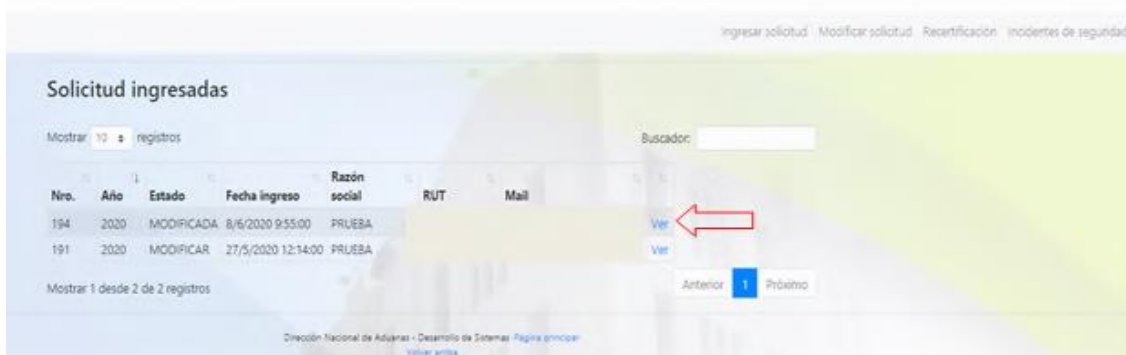 Ingresar solicitud Modificar solicitud Recertificación Incidentes de seguridad
Solicitud ingresadas
Mostrar 10 registros Buscador:
Nro. Año Estado Fecha ingreso Razón social RUT Mail
194 2020 MODIFICADA 8/6/2020 9:55:00 PRUEBA Ver
191 2020 MODIFICAR 27/5/2020 12:14:00 PRUEBA Ver
Mostrar 1 desde 2 de 2 registros
Anterior 1 Próximo
Dirección Nacional de Aduanas - Desarrollo de Sistemas Página principal
Volver arriba